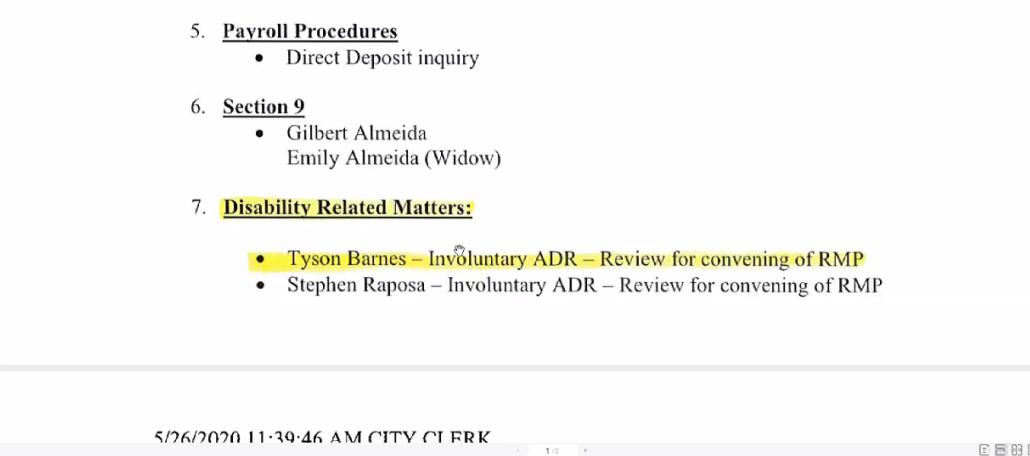 5. Payroll Procedures
• Direct Deposit inquiry
6. Section 9
• Gilbert Almeida
Emily Almeida (Widow)
7. Disability Related Matters:
• Tyson Barnes – Involuntary ADR – Review for convening of RMP
• Stephen Raposa – Involuntary ADR – Review for convening of RMP
5/26/2020 11:39:46 AM CITY CLERK
1 / 2